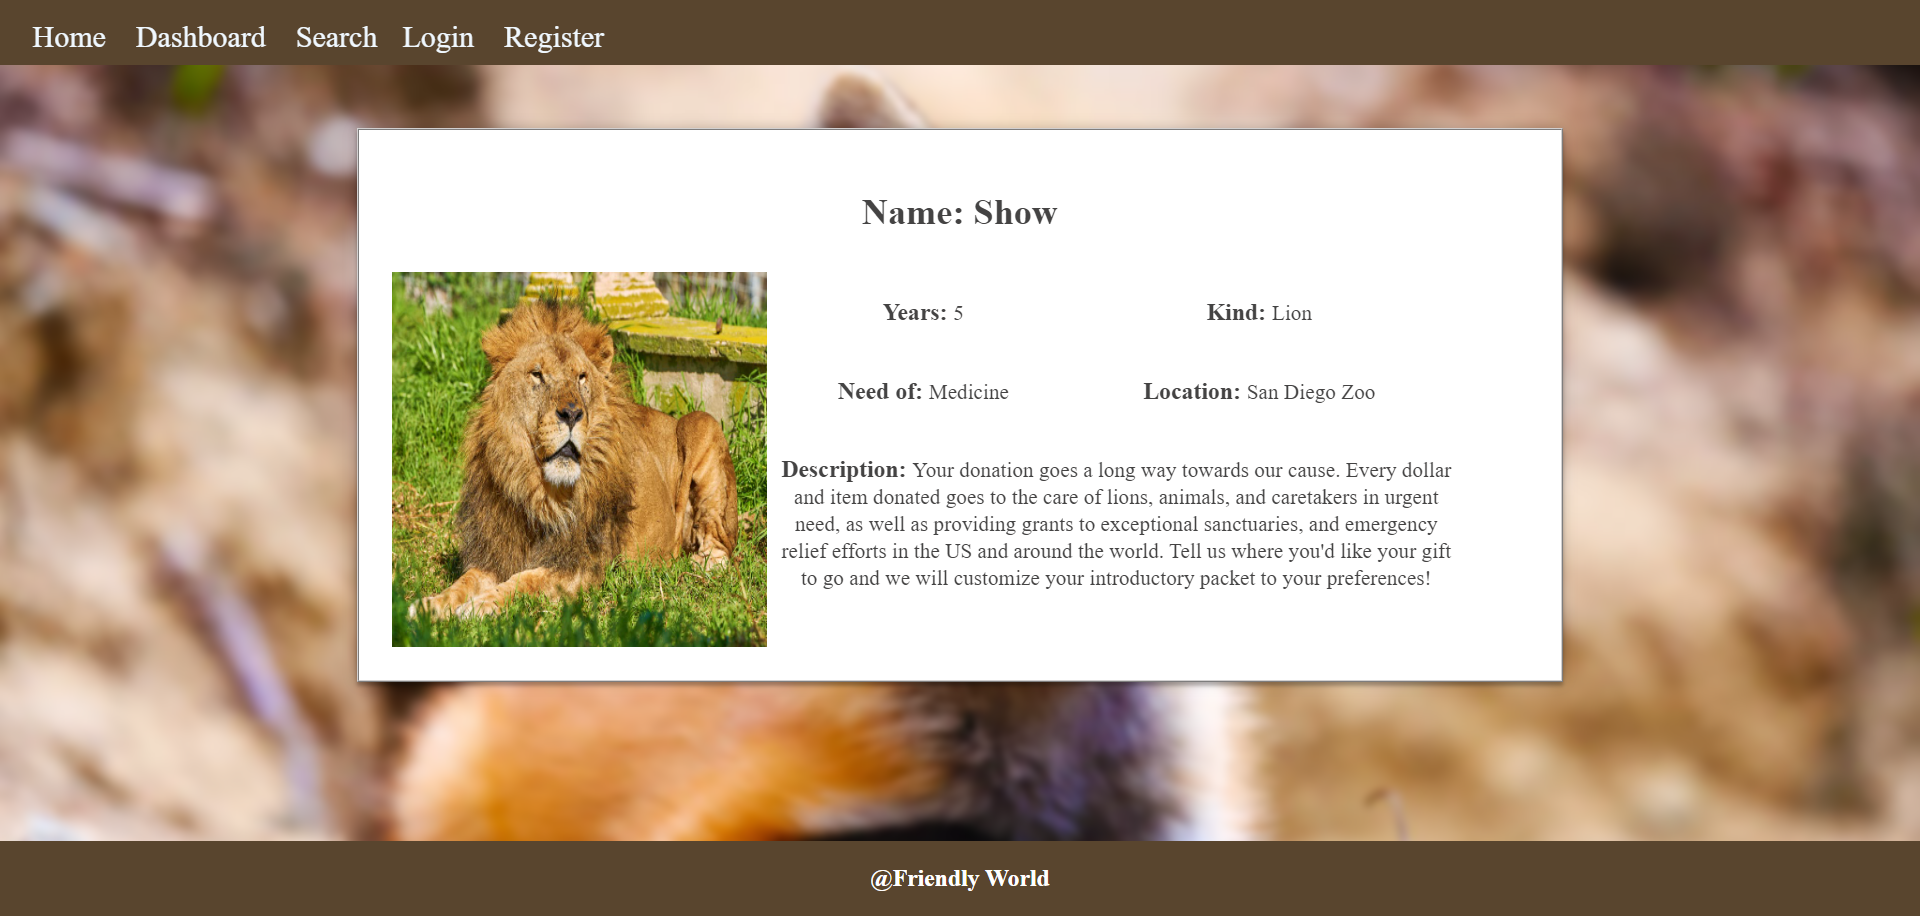 Home Dashboard Search Login Register
Name: Show
Years: 5 Kind: Lion
Need of: Medicine Location: San Diego Zoo
Description: Your donation goes a long way towards our cause. Every dollar
and item donated goes to the care of lions, animals, and caretakers in urgent
need, as well as providing grants to exceptional sanctuaries, and emergency
relief efforts in the US and around the world. Tell us where you'd like your gift
to go and we will customize your introductory packet to your preferences!
@Friendly World